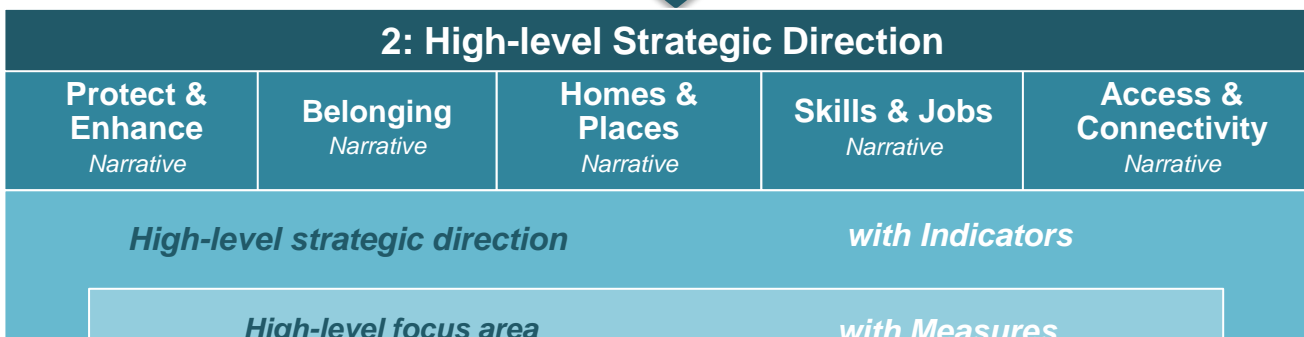 2: High-level Strategic Direction
Protect &
Enhance
Narrative
Belonging
Narrative
Homes &
Places
Narrative
Skills & Jobs
Narrative
Access &
Connectivity
Narrative
High-level strategic direction
with Indicators
High-level focus area
with Measures